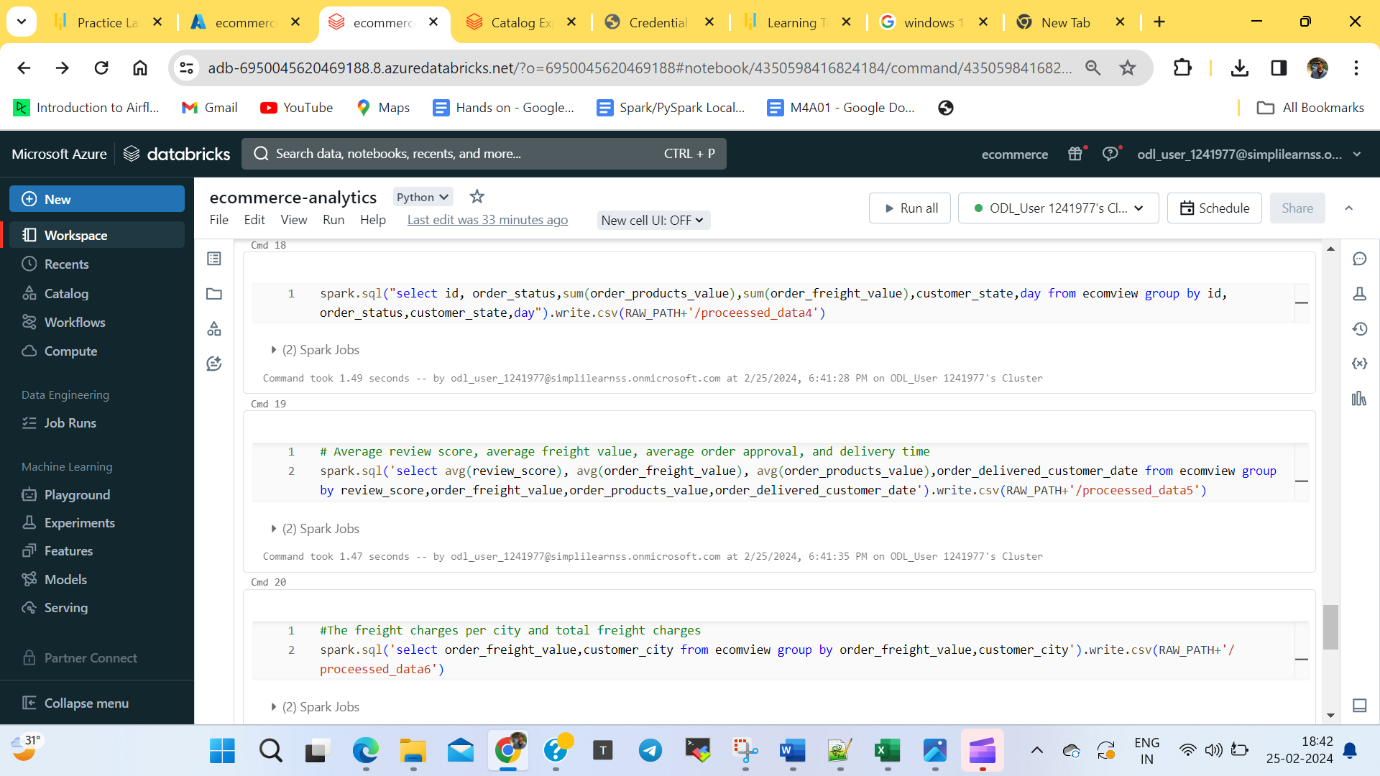 Practice La
ecommerc
ecommerc
Catalog Ex
Credential
Learning T
windows 1
New Tab
adb-6950045620469188.8.azuredatabricks.net/?o=6950045620469188#notebook/4350598416824184/command/435059841682...
Introduction to Airfl...
Gmail
YouTube
Maps
Hands on - Google...
Spark/PySpark Local...
M4A01 - Google Do...
All Bookmarks
Microsoft Azure
databricks
Search data, notebooks, recents, and more...
CTRL + P
ecommerce
odl_user_1241977@simplilearnss.o...
New
Workspace
Recents
Catalog
Workflows
Compute
Data Engineering
Job Runs
Machine Learning
Playground
Experiments
Features
Models
Serving
Partner Connect
Collapse menu
ecommerce-analytics
Python
File Edit View Run Help
Last edit was 33 minutes ago
New cell UI: OFF
Run all
ODL_User 1241977's Cl...
Schedule
Share
Cmd 18
1 spark.sql("select id, order_status,sum(order_products_value),sum(order_freight_value),customer_state,day from ecomview group by id,
order_status,customer_state,day").write.csv(RAW_PATH+'/proceessed_data4')
(2) Spark Jobs
Command took 1.49 seconds -- by odl_user_1241977@simplilearnss.onmicrosoft.com at 2/25/2024, 6:41:28 PM on ODL_User 1241977's Cluster
Cmd 19
1 # Average review score, average freight value, average order approval, and delivery time
2 spark.sql('select avg(review_score), avg(order_freight_value), avg(order_products_value),order_delivered_customer_date from ecomview group
by review_score,order_freight_value,order_products_value,order_delivered_customer_date').write.csv(RAW_PATH+'/proceessed_data5')
(2) Spark Jobs
Command took 1.47 seconds -- by odl_user_1241977@simplilearnss.onmicrosoft.com at 2/25/2024, 6:41:35 PM on ODL_User 1241977's Cluster
Cmd 20
1 #The freight charges per city and total freight charges
2 spark.sql('select order_freight_value,customer_city from ecomview group by order_freight_value,customer_city').write.csv(RAW_PATH+'/
proceessed_data6')
(2) Spark Jobs
31°
T
ENG
IN
18:42
25-02-2024